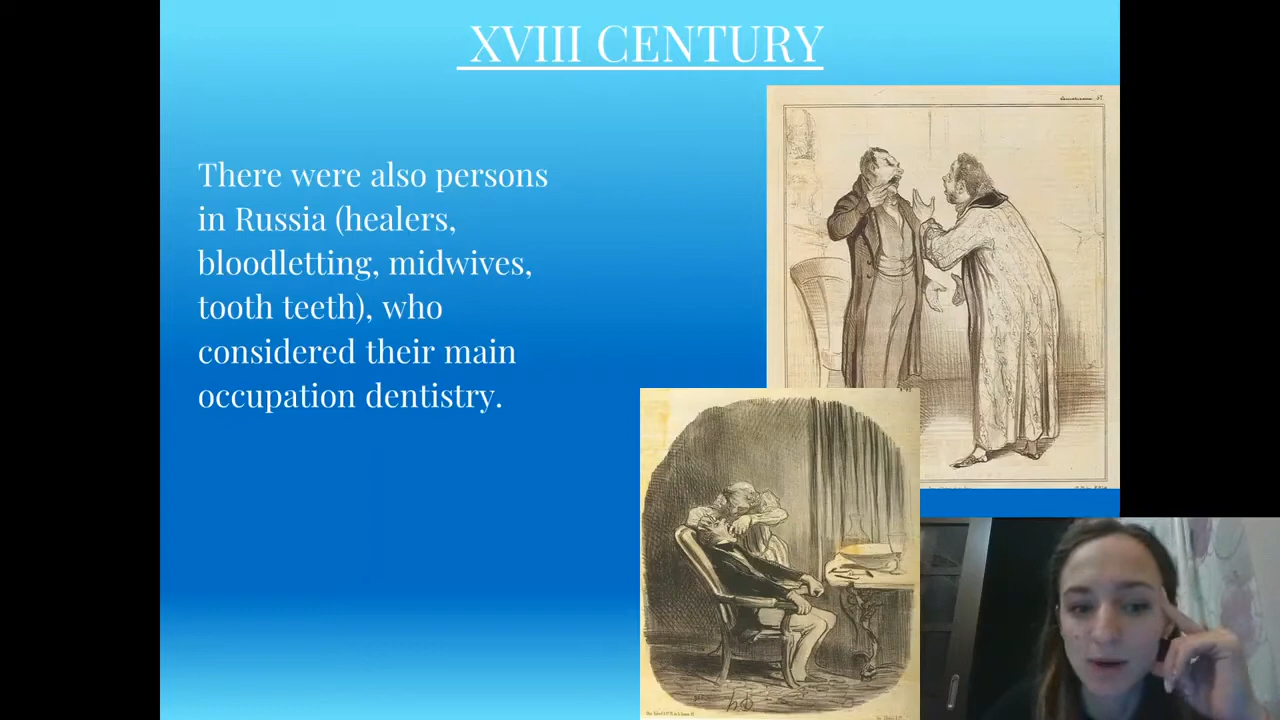 XVIII CENTURY
There were also persons
in Russia (healers,
bloodletting, midwives,
tooth teeth), who
considered their main
occupation dentistry.
h.D